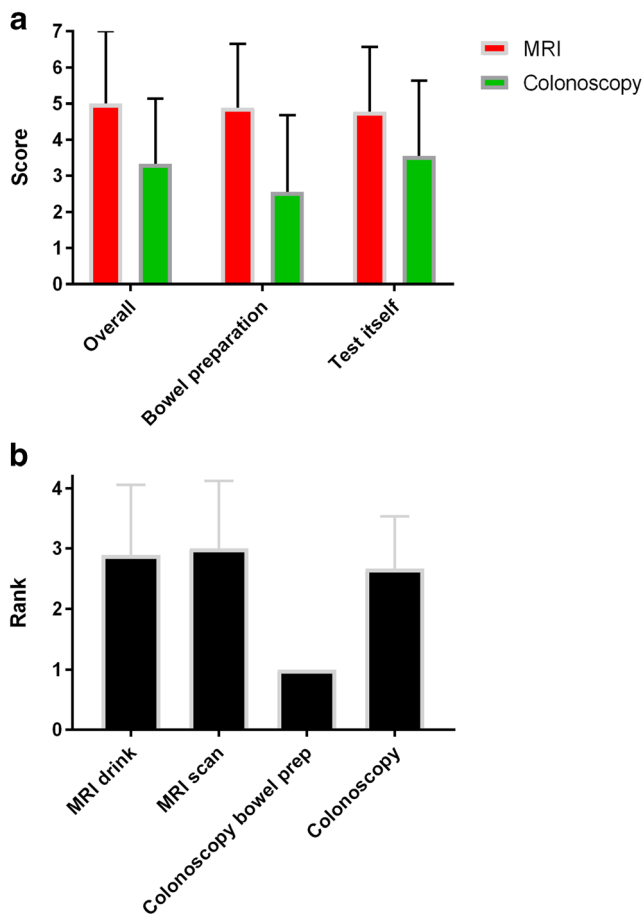 a
7
6
5
4
3
2
1
0
Score
Overall
Bowel preparation
Test itself
MRI
Colonoscopy
b
4
3
2
1
0
Rank
MRI drink
MRI scan
Colonoscopy bowel prep
Colonoscopy